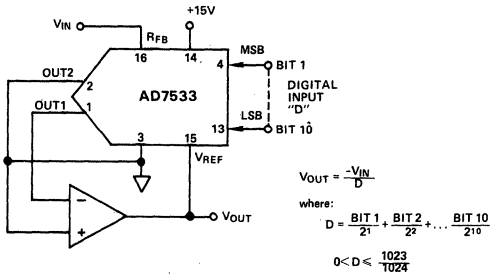 +15V
VIN
RFB
16
14
MSB
4
BIT 1
OUT2
2
OUT1
1
AD7533
DIGITAL
INPUT
"D"
LSB
13
BIT 10
3
15
VREF
−
+
VOUT
VOUT = -VIN / D
where:
D = BIT 1 / 2^1 + BIT 2 / 2^2 + ... BIT 10 / 2^10
0 < D ≤ 1023 / 1024